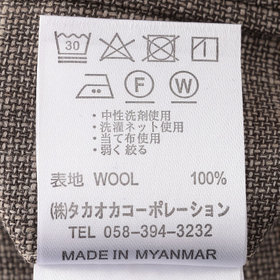 30
F W
・中性洗剤使用
・洗濯ネット使用
・当て布使用
・弱く絞る
表地 WOOL 100%
㈱タカオカコーポレーション
TEL 058-394-3232
MADE IN MYANMAR